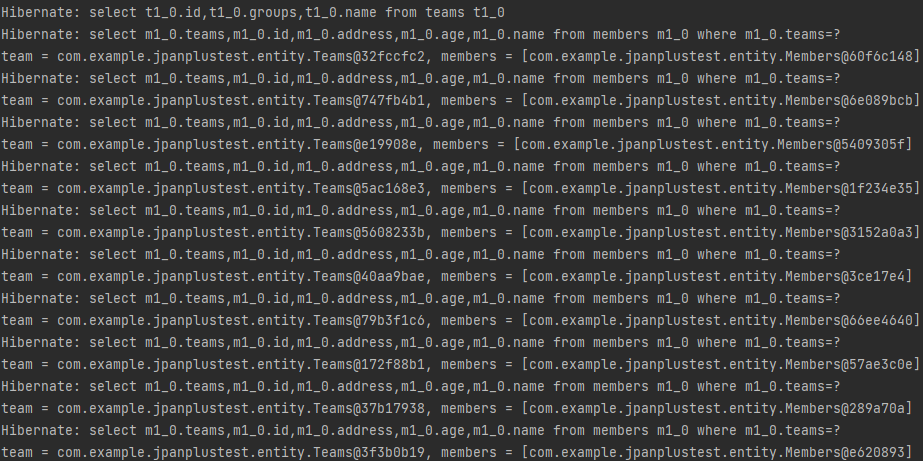 Hibernate: select t1_0.id,t1_0.groups,t1_0.name from teams t1_0
Hibernate: select m1_0.teams,m1_0.id,m1_0.address,m1_0.age,m1_0.name from members m1_0 where m1_0.teams=?
team = com.example.jpanplustest.entity.Teams@32fccfc2, members = [com.example.jpanplustest.entity.Members@60f6c148]
Hibernate: select m1_0.teams,m1_0.id,m1_0.address,m1_0.age,m1_0.name from members m1_0 where m1_0.teams=?
team = com.example.jpanplustest.entity.Teams@747fb4b1, members = [com.example.jpanplustest.entity.Members@6e089bcb]
Hibernate: select m1_0.teams,m1_0.id,m1_0.address,m1_0.age,m1_0.name from members m1_0 where m1_0.teams=?
team = com.example.jpanplustest.entity.Teams@e19908e, members = [com.example.jpanplustest.entity.Members@5409305f]
Hibernate: select m1_0.teams,m1_0.id,m1_0.address,m1_0.age,m1_0.name from members m1_0 where m1_0.teams=?
team = com.example.jpanplustest.entity.Teams@5ac168e3, members = [com.example.jpanplustest.entity.Members@1f234e35]
Hibernate: select m1_0.teams,m1_0.id,m1_0.address,m1_0.age,m1_0.name from members m1_0 where m1_0.teams=?
team = com.example.jpanplustest.entity.Teams@5608233b, members = [com.example.jpanplustest.entity.Members@3152a0a3]
Hibernate: select m1_0.teams,m1_0.id,m1_0.address,m1_0.age,m1_0.name from members m1_0 where m1_0.teams=?
team = com.example.jpanplustest.entity.Teams@40aa9bae, members = [com.example.jpanplustest.entity.Members@3ce17e4]
Hibernate: select m1_0.teams,m1_0.id,m1_0.address,m1_0.age,m1_0.name from members m1_0 where m1_0.teams=?
team = com.example.jpanplustest.entity.Teams@79b3f1c6, members = [com.example.jpanplustest.entity.Members@66ee4640]
Hibernate: select m1_0.teams,m1_0.id,m1_0.address,m1_0.age,m1_0.name from members m1_0 where m1_0.teams=?
team = com.example.jpanplustest.entity.Teams@172f88b1, members = [com.example.jpanplustest.entity.Members@57ae3c0e]
Hibernate: select m1_0.teams,m1_0.id,m1_0.address,m1_0.age,m1_0.name from members m1_0 where m1_0.teams=?
team = com.example.jpanplustest.entity.Teams@37b17938, members = [com.example.jpanplustest.entity.Members@289a70a]
Hibernate: select m1_0.teams,m1_0.id,m1_0.address,m1_0.age,m1_0.name from members m1_0 where m1_0.teams=?
team = com.example.jpanplustest.entity.Teams@3f3b0b19, members = [com.example.jpanplustest.entity.Members@e620893]